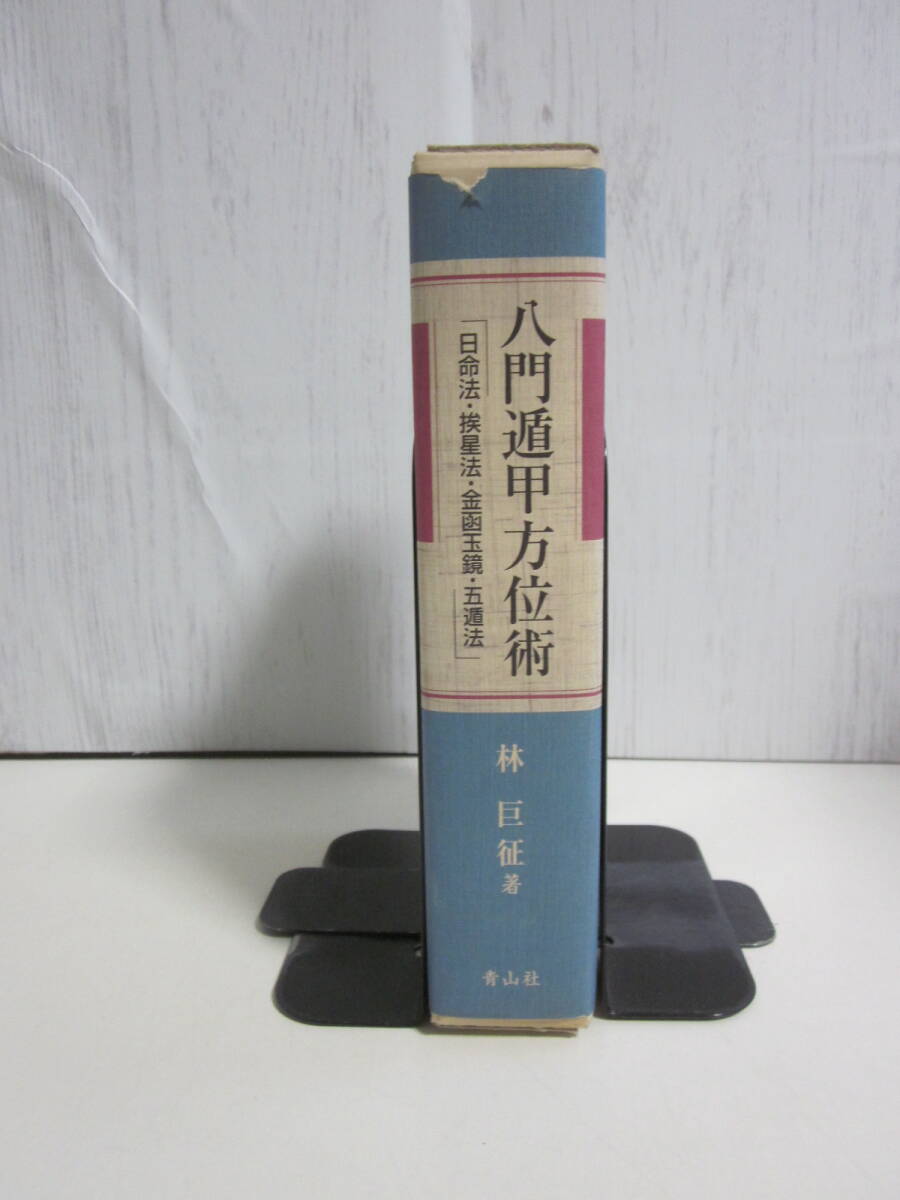 八門遁甲方位術
「日命法・挨星法・金函玉鏡・五遁法」
林 巨征 著
青山社